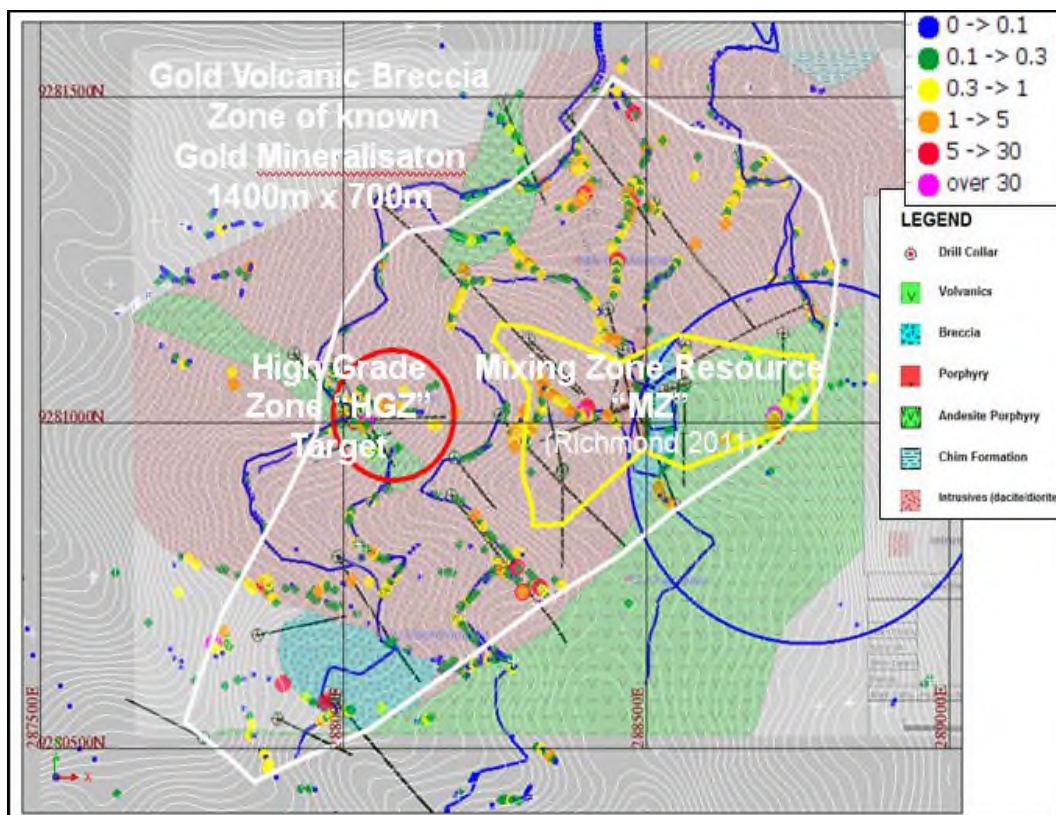 0 -> 0.1
0.1 -> 0.3
0.3 -> 1
1 -> 5
5 -> 30
over 30
LEGEND
Drill Collar
Volcanics
Breccia
Porphyry
Andesite Porphyry
Chim Formation
Intrusives (dacite/diorite
Gold Volcanic Breccia
Zone of known
Gold Mineralisaton
1400m x 700m
9281500N
High Grade
Zone "HGZ"
Target
Mixing Zone Resource
"MZ"
(Richmond 2011)
9281000N
9280500N
287500E
288500E
289000E
X